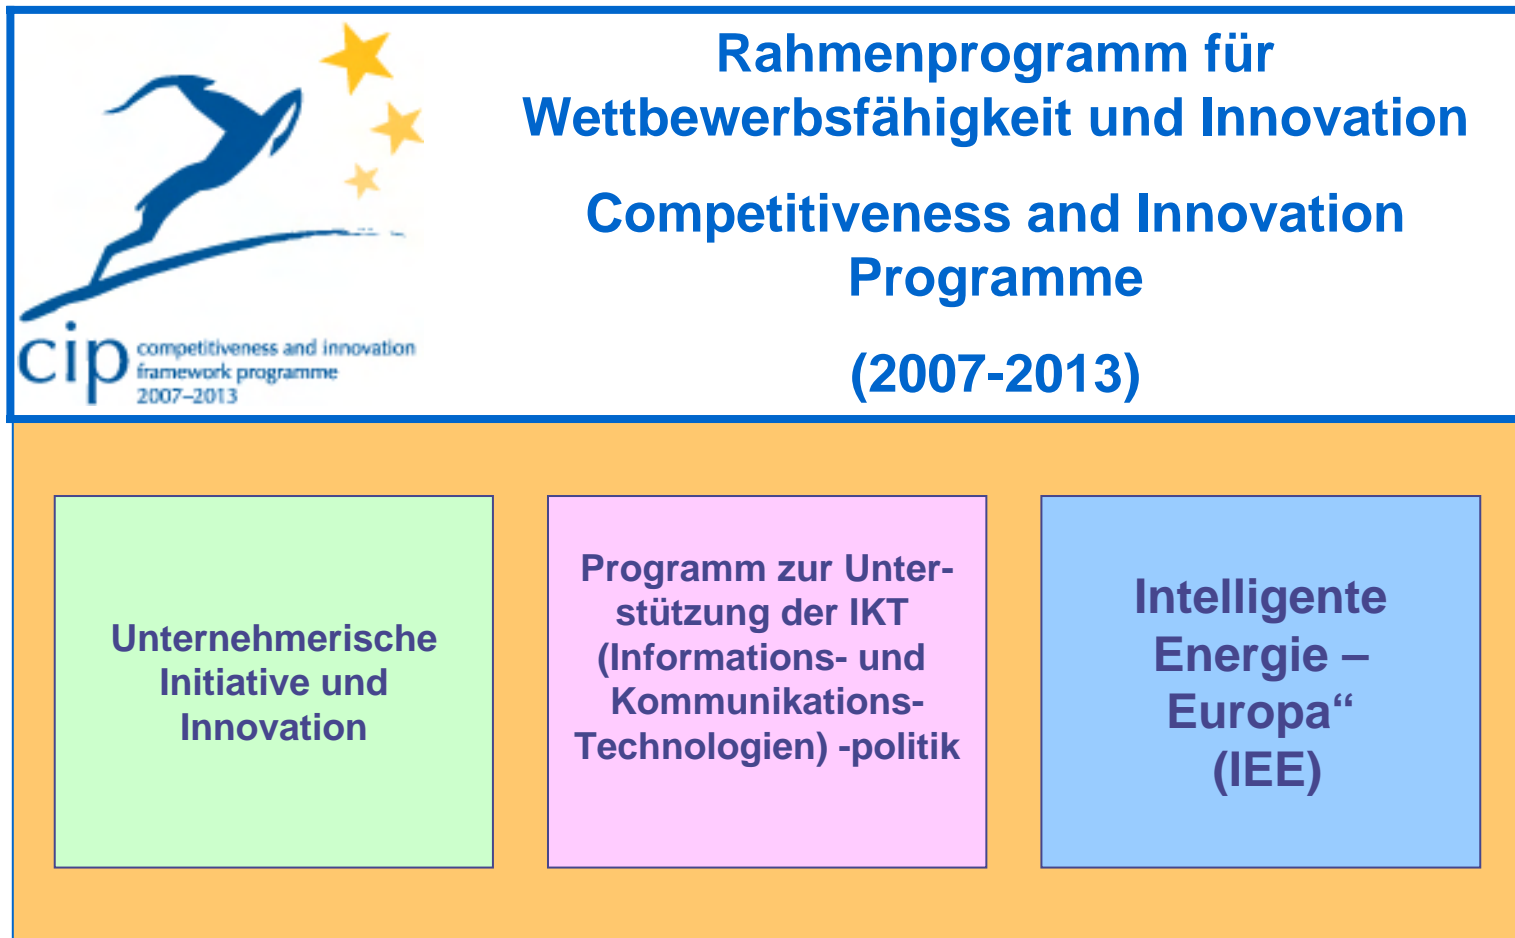 Rahmenprogramm für
Wettbewerbsfähigkeit und Innovation
Competitiveness and Innovation
Programme
(2007-2013)
cip
competitiveness and innovation
framework programme
2007–2013
Unternehmerische
Initiative und
Innovation
Programm zur Unter-
stützung der IKT
(Informations- und
Kommunikations-
Technologien) -politik
Intelligente
Energie –
Europa“
(IEE)